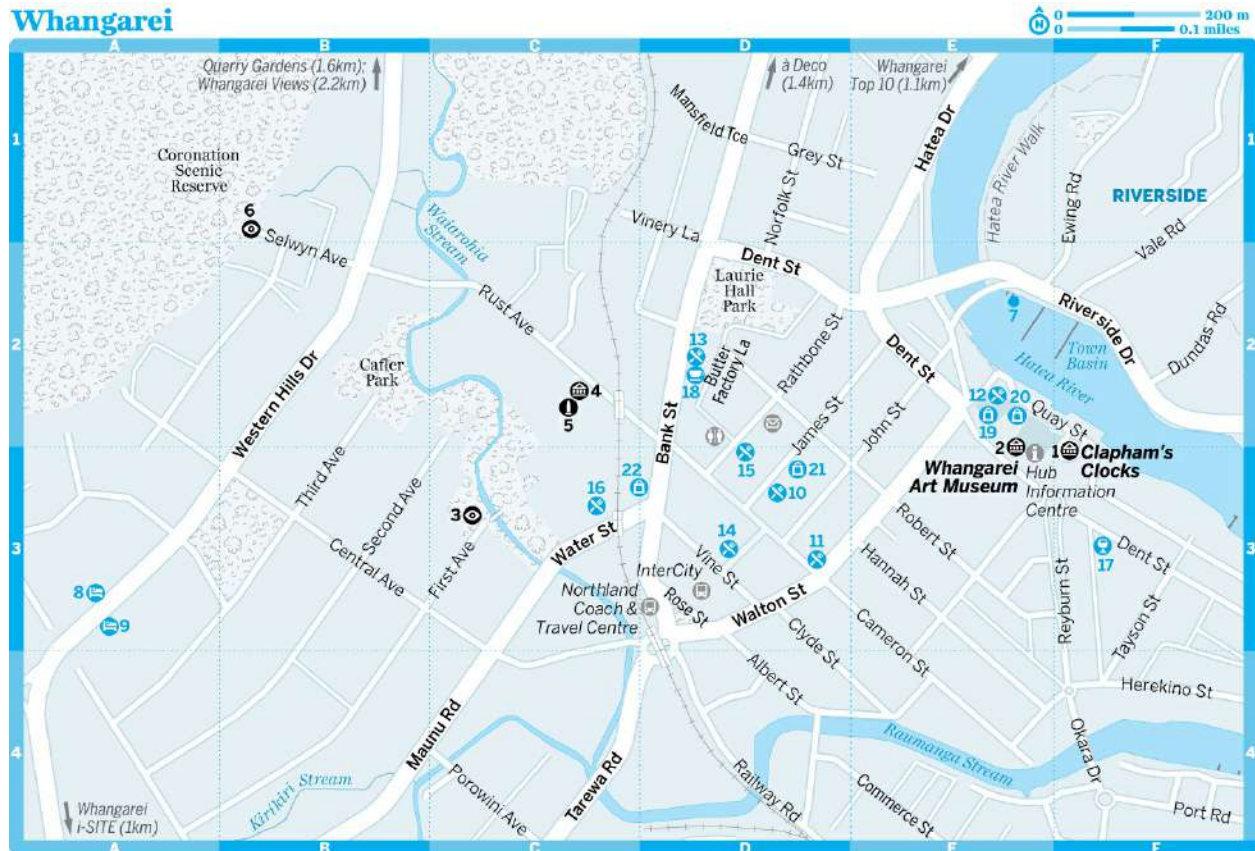 Whangarei
0 200 m
0 0.1 miles
N
A B C D E F
Quarry Gardens (1.6km);
Whangarei Views (2.2km)
à Deco
(1.4km)
Whangarei
Top 10 (1.1km)
1
1
Mansfield Tce
Grey St
Hatea Dr
Hatea River Walk
Coronation
Scenic
Reserve
Norfolk St
Ewing Rd
RIVERSIDE
6
Selwyn Ave
Waiarohia
Stream
Vinery La
Vale Rd
Dent St
Laurie
Hall
Park
Rust Ave
7
Riverside Dr
2
2
Western Hills Dr
Cafler
Park
13
18
Butter
Factory La
Rathbone St
Dent St
Hatea River
Town
Basin
Dundas Rd
4
5
Bank St
James St
John St
12
20
19
Quay St
Third Ave
Second Ave
22
16
15
21
10
2
1
Clapham's
Clocks
Whangarei
Art Museum
Hub
Information
Centre
3
3
3
First Ave
Central Ave
Water St
14
11
Vine St
Robert St
Hannah St
Dent St
17
Reyburn St
Tayson St
8
9
InterCity
Northland
Coach &
Travel Centre
Rose St
Walton St
Clyde St
Cameron St
Albert St
Herekino St
4
4
Maunu Rd
Raumanga Stream
Okara Dr
Kirikiri Stream
Porowini Ave
Tarewa Rd
Railway Rd
Commerce St
Port Rd
Whangarei
i-SITE (1km)
A B C D E F